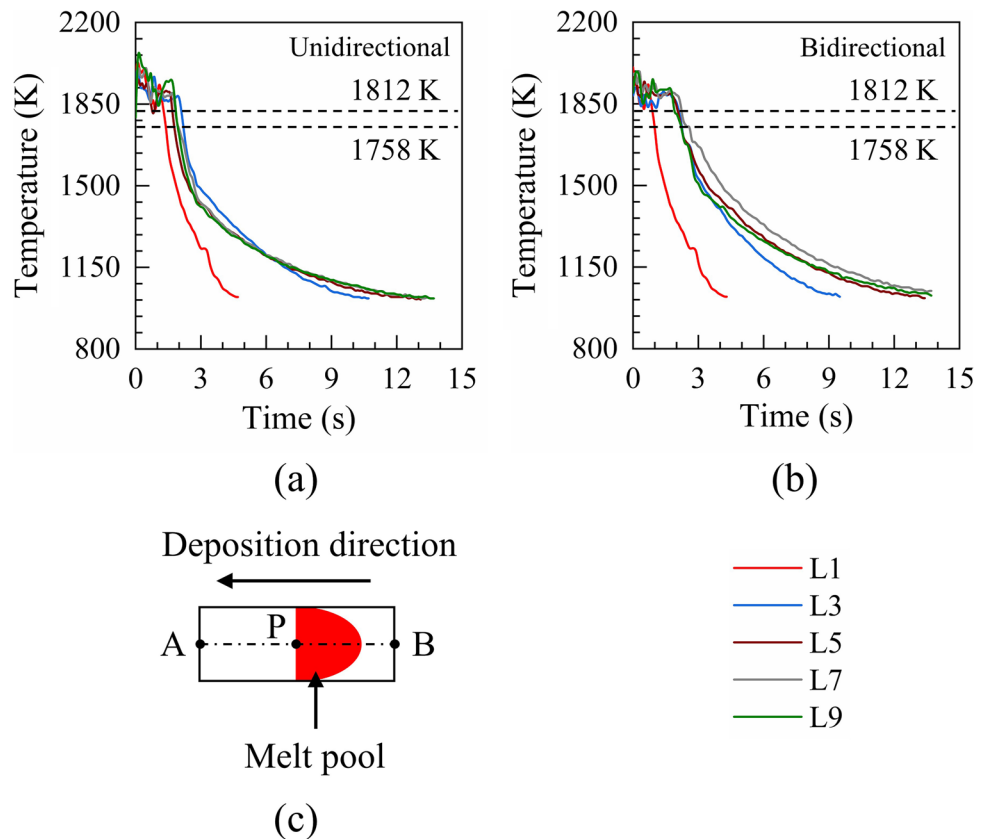 Unidirectional
1812 K
1758 K
2200
1850
1500
1150
800
Temperature (K)
0 3 6 9 12 15
Time (s)
(a)
Bidirectional
1812 K
1758 K
2200
1850
1500
1150
800
Temperature (K)
0 3 6 9 12 15
Time (s)
(b)
Deposition direction
A P B
Melt pool
(c)
L1
L3
L5
L7
L9